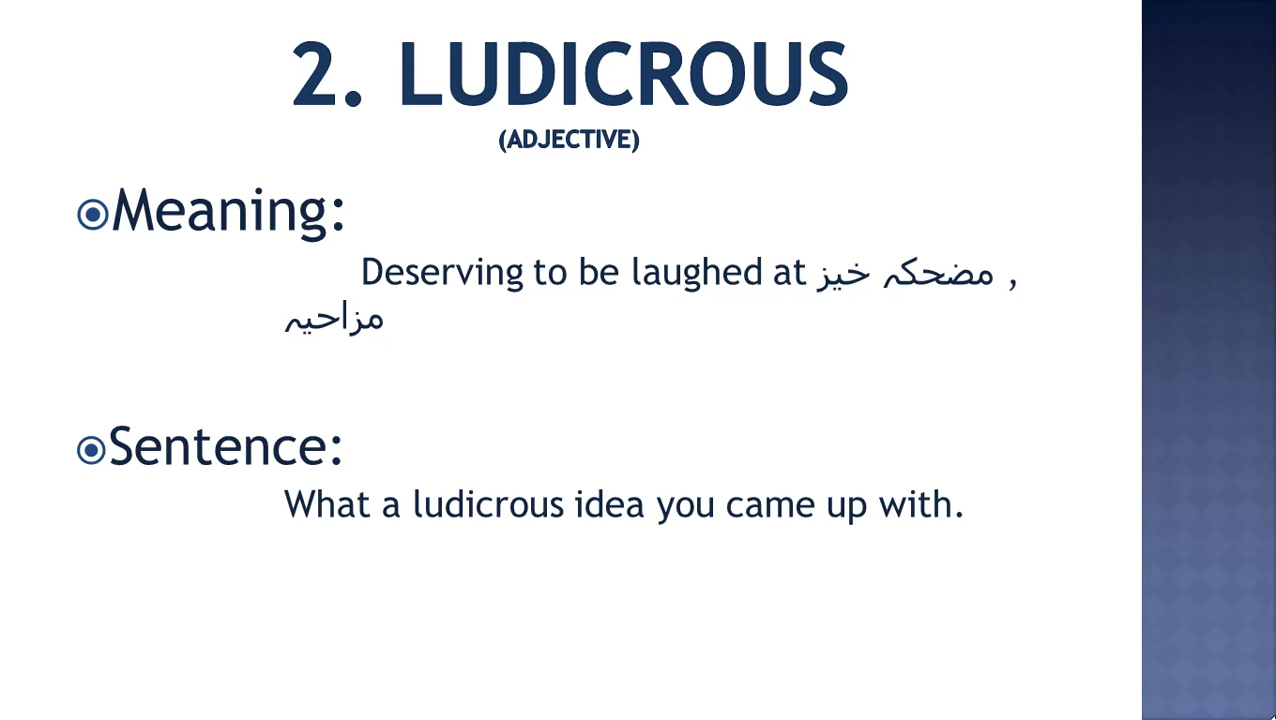 2. LUDICROUS
(ADJECTIVE)
Meaning:
Deserving to be laughed at مضحکہ خیز ,
مزاحیہ
Sentence:
What a ludicrous idea you came up with.